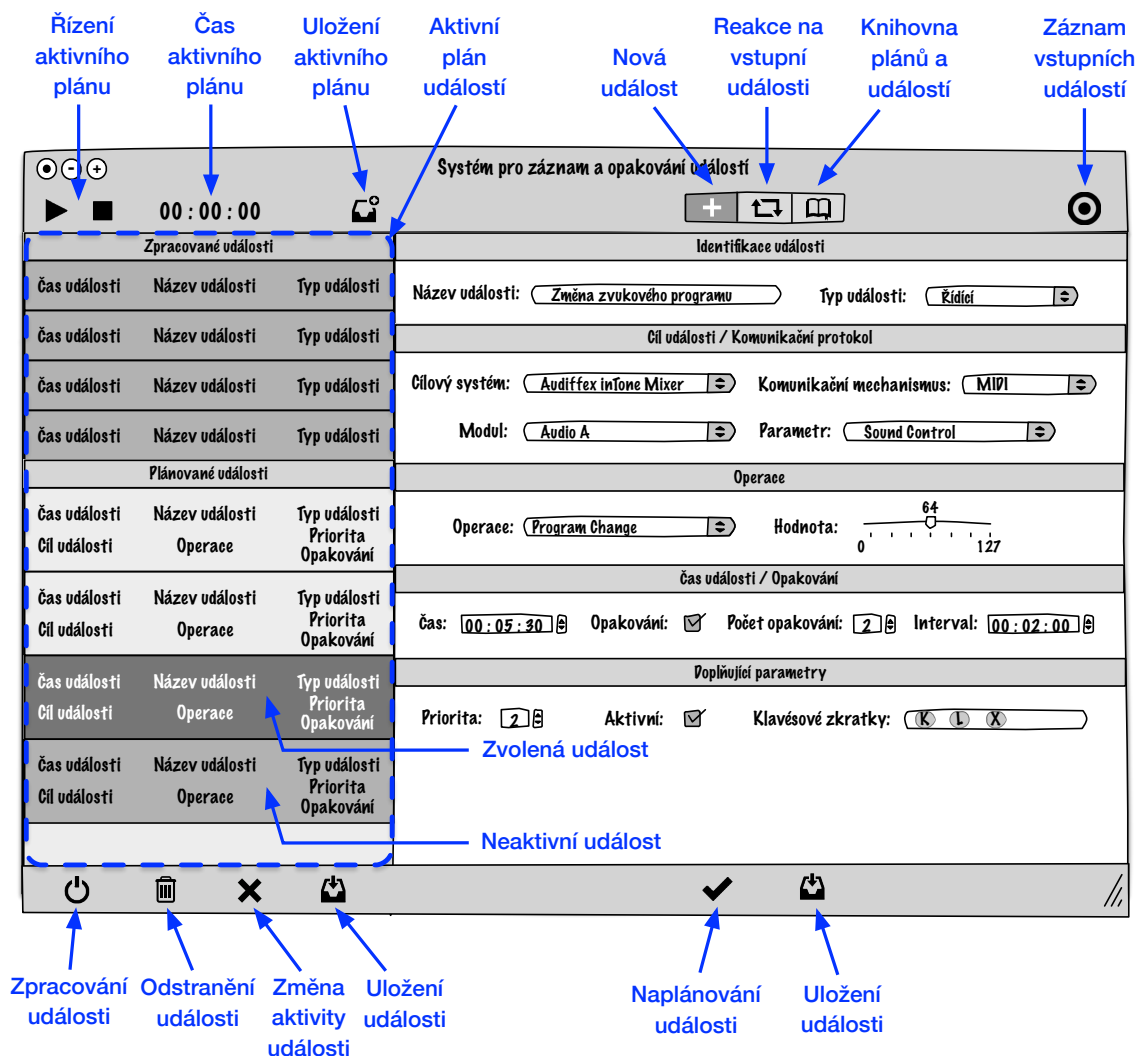 Řízení
aktivního
plánu
Čas
aktivního
plánu
Uložení
aktivního
plánu
Aktivní
plán
událostí
Nová
událost
Reakce na
vstupní
události
Knihovna
plánů a
událostí
Záznam
vstupních
událostí
Systém pro záznam a opakování událostí
00:00:00
Zpracované události
Čas události Název události Typ události
Čas události Název události Typ události
Čas události Název události Typ události
Čas události Název události Typ události
Plánované události
Čas události Název události Typ události
Cíl události Operace Priorita
Opakování
Čas události Název události Typ události
Cíl události Operace Priorita
Opakování
Čas události Název události Typ události
Cíl události Operace Priorita
Opakování
Čas události Název události Typ události
Cíl události Operace Priorita
Opakování
Identifikace události
Název události: Změna zvukového programu Typ události: Řídící
Cíl události / Komunikační protokol
Cílový systém: Audiffex inTone Mixer Komunikační mechanismus: MIDI
Modul: Audio A Parametr: Sound Control
Operace
Operace: Program Change Hodnota: 64
0 127
Čas události / Opakování
Čas: 00:05:30 Opakování: Počet opakování: 2 Interval: 00:02:00
Doplňující parametry
Priorita: 2 Aktivní: Klávesové zkratky: K L X
Zvolená událost
Neaktivní událost
Zpracování
události
Odstranění
události
Změna
aktivity
události
Uložení
události
Naplánování
události
Uložení
události